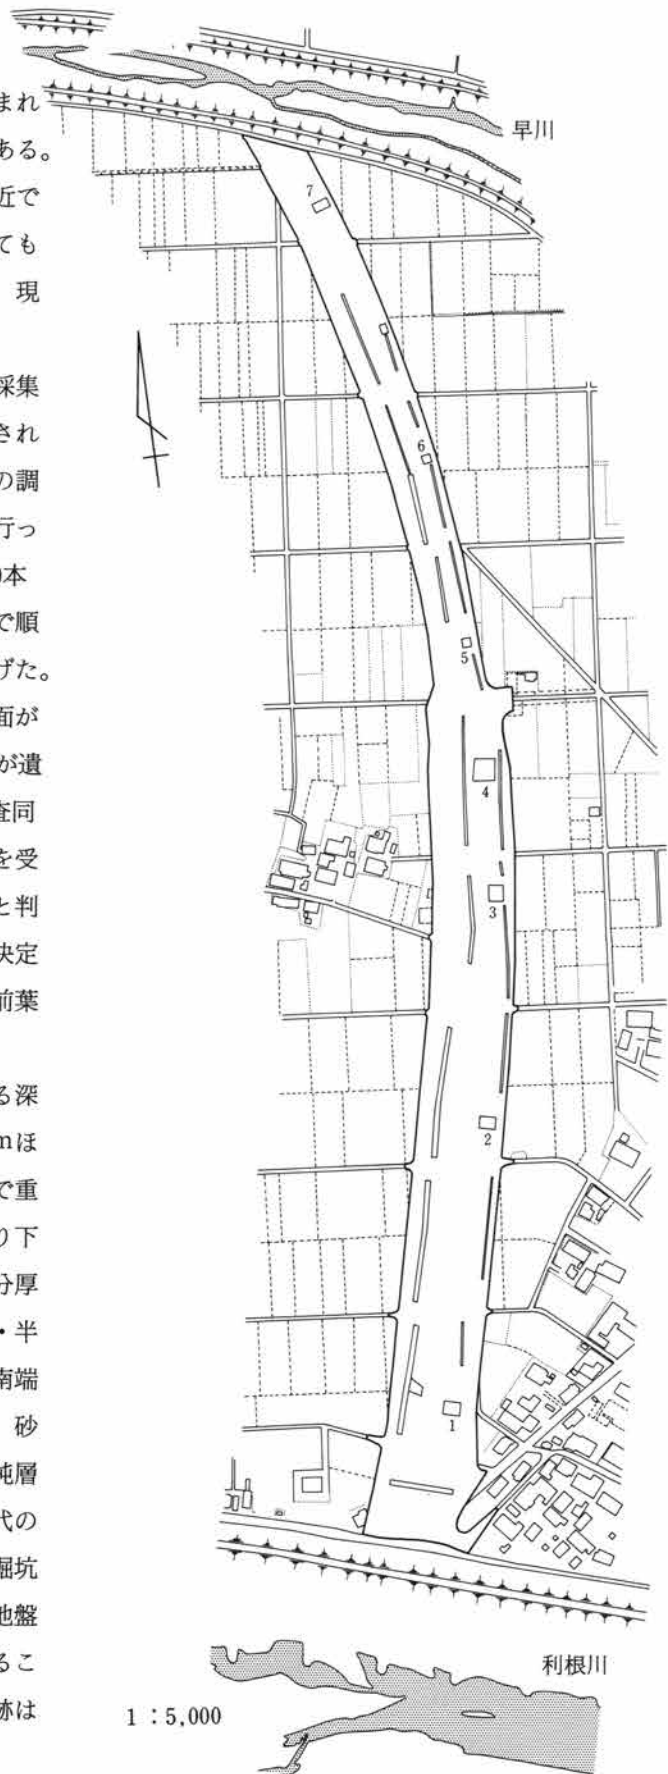 早川
まれ
ある。
近で
ても
現
採集
され
の調
行っ
本
で順
げた。
面が
が遺
査同
を受
と判
決定
前葉
る深
mほ
で重
り下
分厚
・半
南端
砂
純層
代の
掘坑
地盤
るこ
跡は
7
6
5
4
3
2
1
利根川
1：5,000